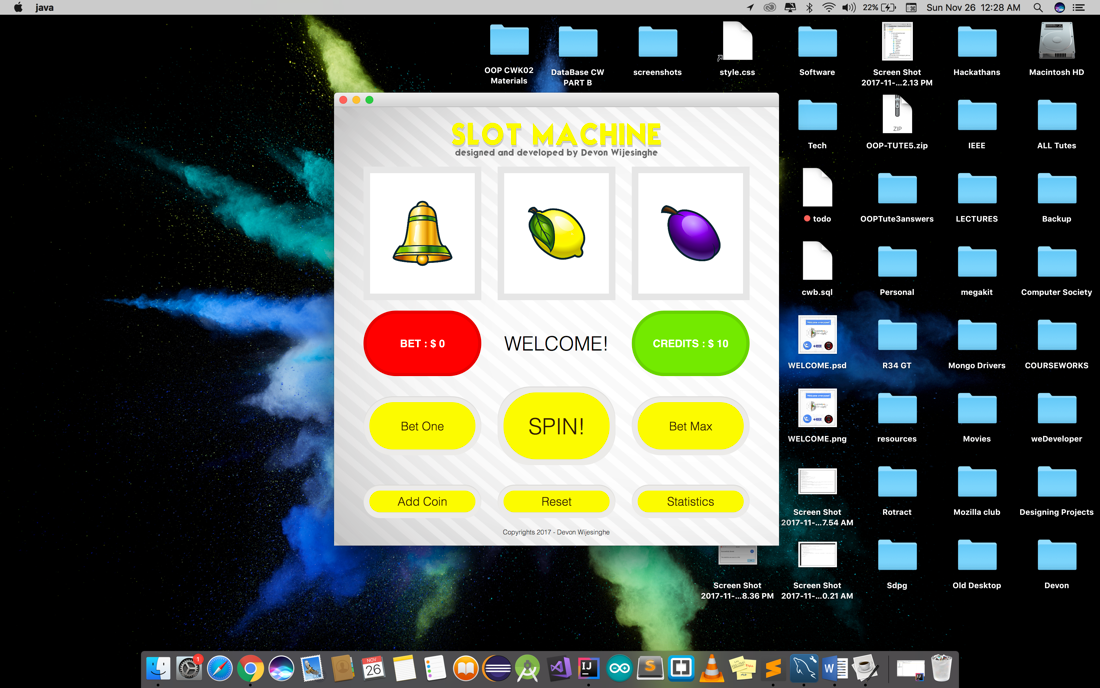 java
22%
Sun Nov 26 12:28 AM
OOP CWK02
Materials
DataBase CW
PART B
screenshots
style.css
Software
Screen Shot
2017-11-...2.13 PM
Hackathans
Macintosh HD
SLOT MACHINE
designed and developed by Devon Wijesinghe
Tech
ZIP
OOP-TUTE5.zip
IEEE
ALL Tutes
todo
OOPTute3answers
LECTURES
Backup
cwb.sql
Personal
megakit
Computer Society
BET : $ 0
WELCOME!
CREDITS : $ 10
WELCOME.psd
R34 GT
Mongo Drivers
COURSEWORKS
Bet One
SPIN!
Bet Max
WELCOME.png
resources
Movies
weDeveloper
Add Coin
Reset
Statistics
Screen Shot
2017-11-...7.54 AM
Rotract
Mozilla club
Designing Projects
Copyrights 2017 - Devon Wijesinghe
Screen Shot
2017-11-...8.36 PM
Screen Shot
2017-11-...0.21 AM
Sdpg
Old Desktop
Devon
1
NOV
26